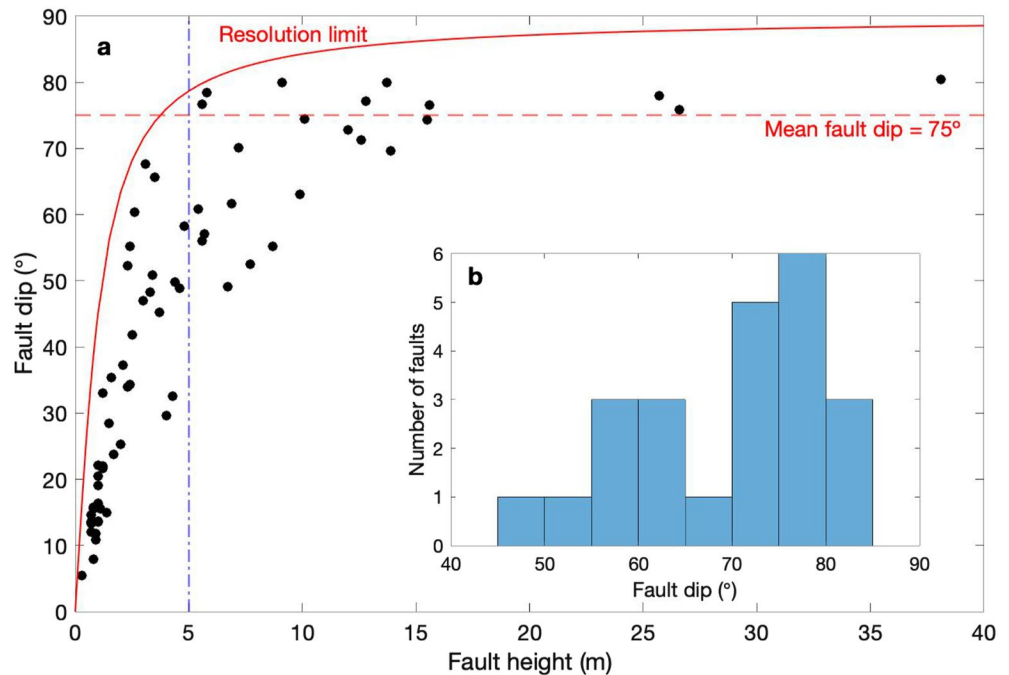 90
80
70
60
50
40
30
20
10
0
Fault dip (°)
a
Resolution limit
Mean fault dip = 75º
b
6
5
4
3
2
1
0
Number of faults
40 50 60 70 80 90
Fault dip (°)
0 5 10 15 20 25 30 35 40
Fault height (m)